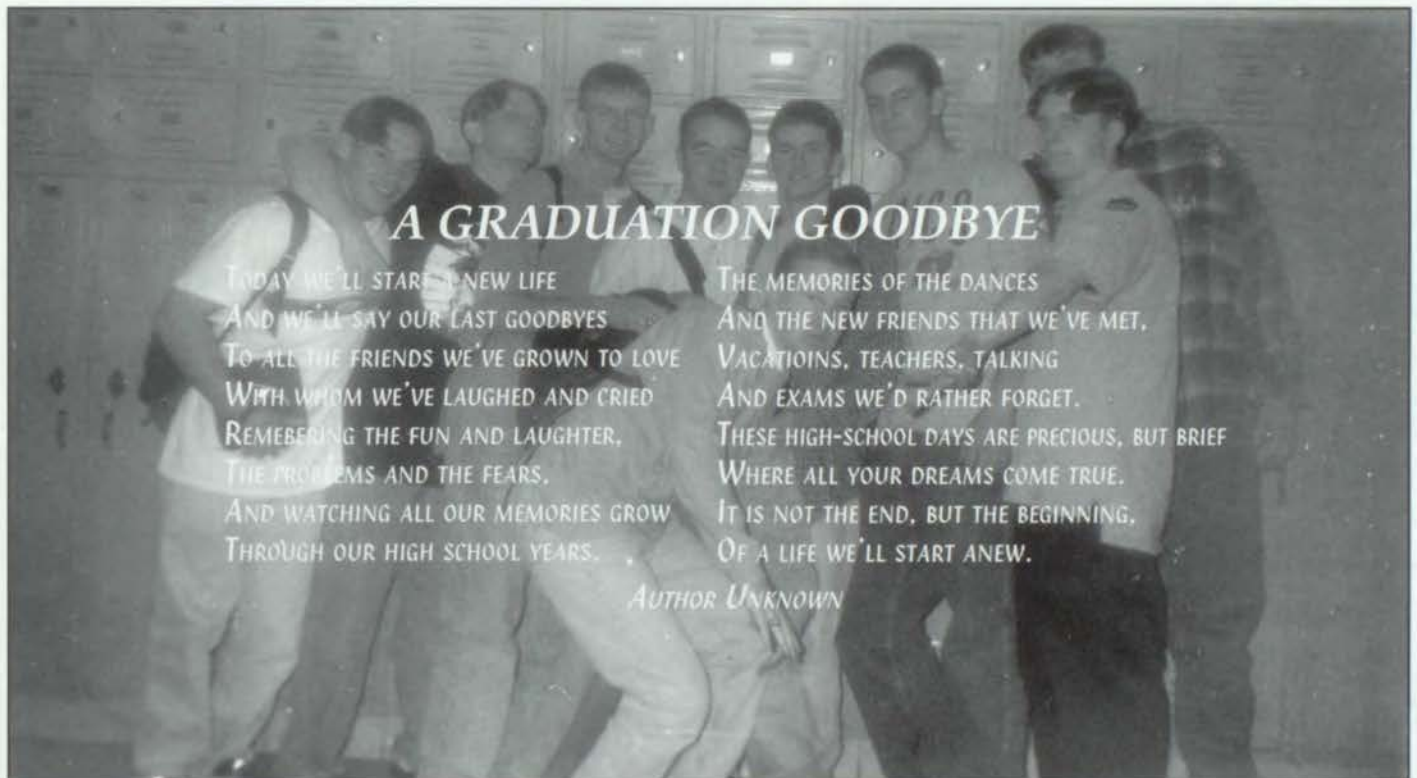 A GRADUATION GOODBYE
TODAY WE'LL START A NEW LIFE
AND WE'LL SAY OUR LAST GOODBYES
TO ALL THE FRIENDS WE'VE GROWN TO LOVE
WITH WHOM WE'VE LAUGHED AND CRIED
REMEBERING THE FUN AND LAUGHTER,
THE PROBLEMS AND THE FEARS.
AND WATCHING ALL OUR MEMORIES GROW
THROUGH OUR HIGH SCHOOL YEARS.
THE MEMORIES OF THE DANCES
AND THE NEW FRIENDS THAT WE'VE MET,
VACATIOINS, TEACHERS, TALKING
AND EXAMS WE'D RATHER FORGET.
THESE HIGH-SCHOOL DAYS ARE PRECIOUS, BUT BRIEF
WHERE ALL YOUR DREAMS COME TRUE.
IT IS NOT THE END, BUT THE BEGINNING,
OF A LIFE WE'LL START ANEW.
AUTHOR UNKNOWN